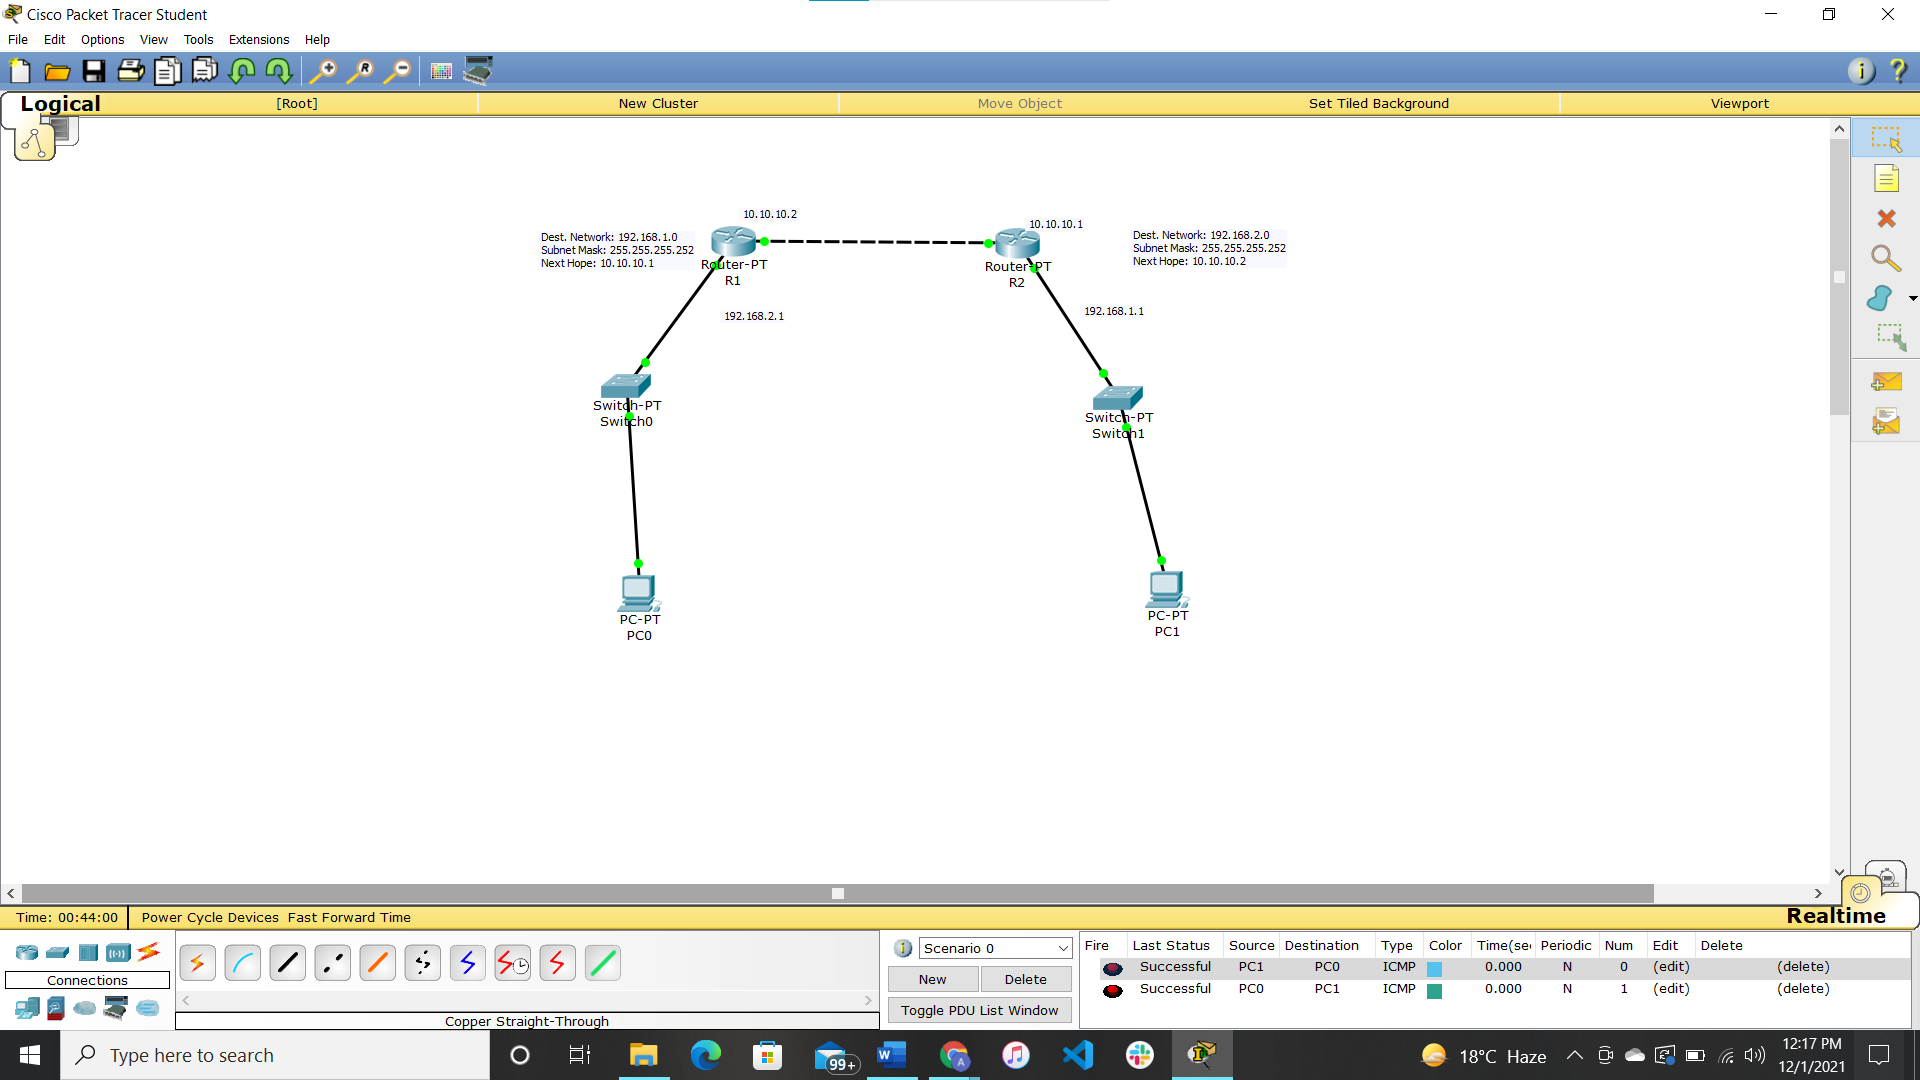 Cisco Packet Tracer Student
File Edit Options View Tools Extensions Help
Logical [Root] New Cluster Move Object Set Tiled Background Viewport
10.10.10.2
10.10.10.1
Dest. Network: 192.168.1.0
Subnet Mask: 255.255.255.252
Next Hope: 10.10.10.1
Dest. Network: 192.168.2.0
Subnet Mask: 255.255.255.252
Next Hope: 10.10.10.2
Router-PT
R1
Router-PT
R2
192.168.2.1
192.168.1.1
Switch-PT
Switch0
Switch-PT
Switch1
PC-PT
PC0
PC-PT
PC1
Time: 00:44:00 Power Cycle Devices Fast Forward Time
Realtime
Connections
Copper Straight-Through
Scenario 0
New Delete
Toggle PDU List Window
Fire Last Status Source Destination Type Color Time(sec Periodic Num Edit Delete
Successful PC1 PC0 ICMP 0.000 N 0 (edit) (delete)
Successful PC0 PC1 ICMP 0.000 N 1 (edit) (delete)
Type here to search
99+
18°C Haze
12:17 PM
12/1/2021